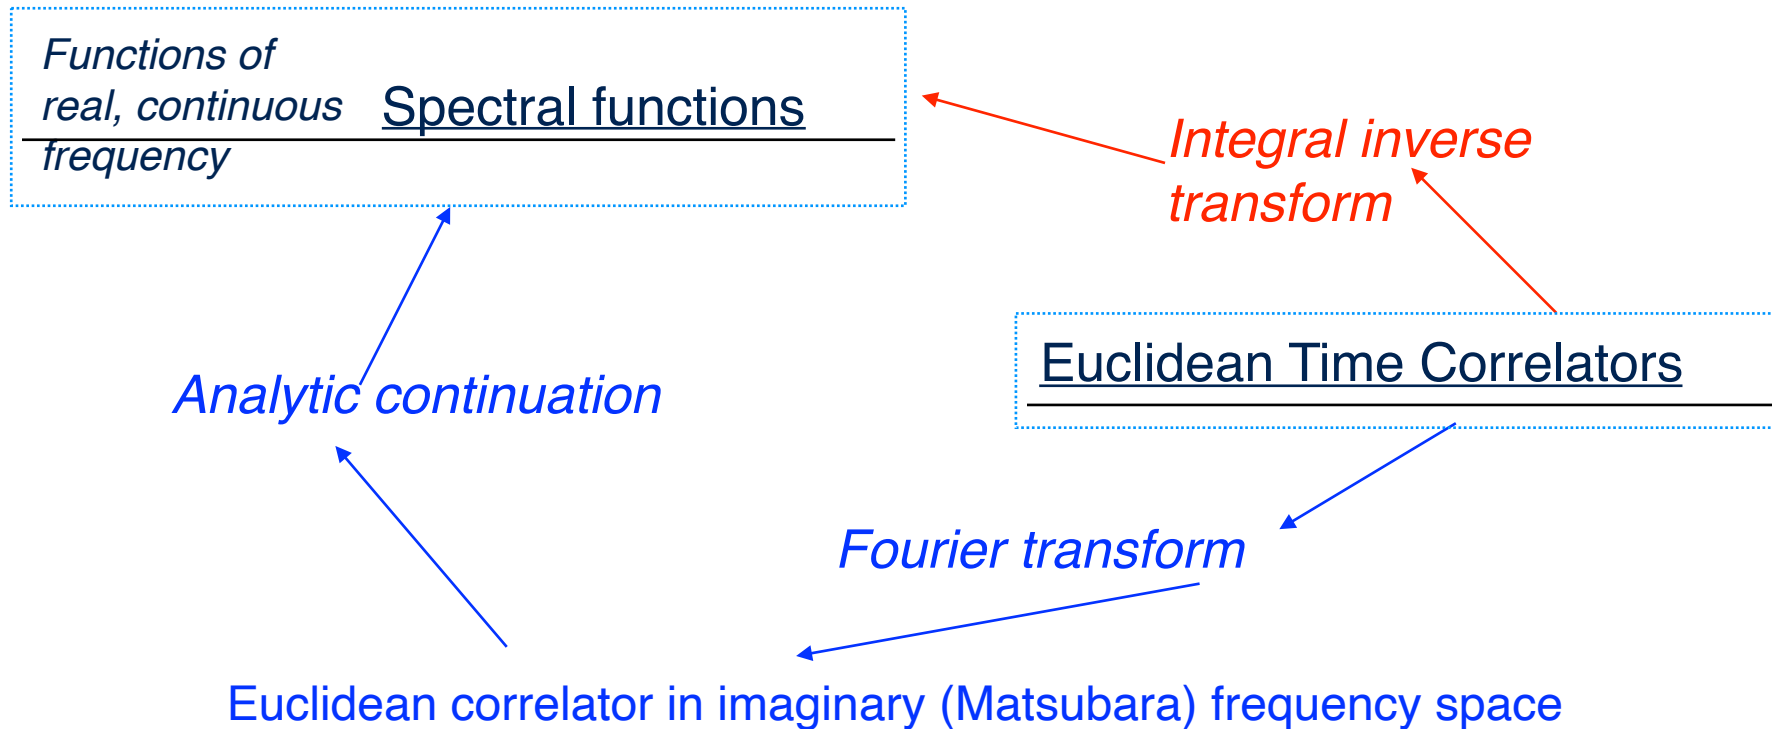 Functions of
real, continuous
frequency
Spectral functions
Integral inverse
transform
Euclidean Time Correlators
Analytic continuation
Fourier transform
Euclidean correlator in imaginary (Matsubara) frequency space